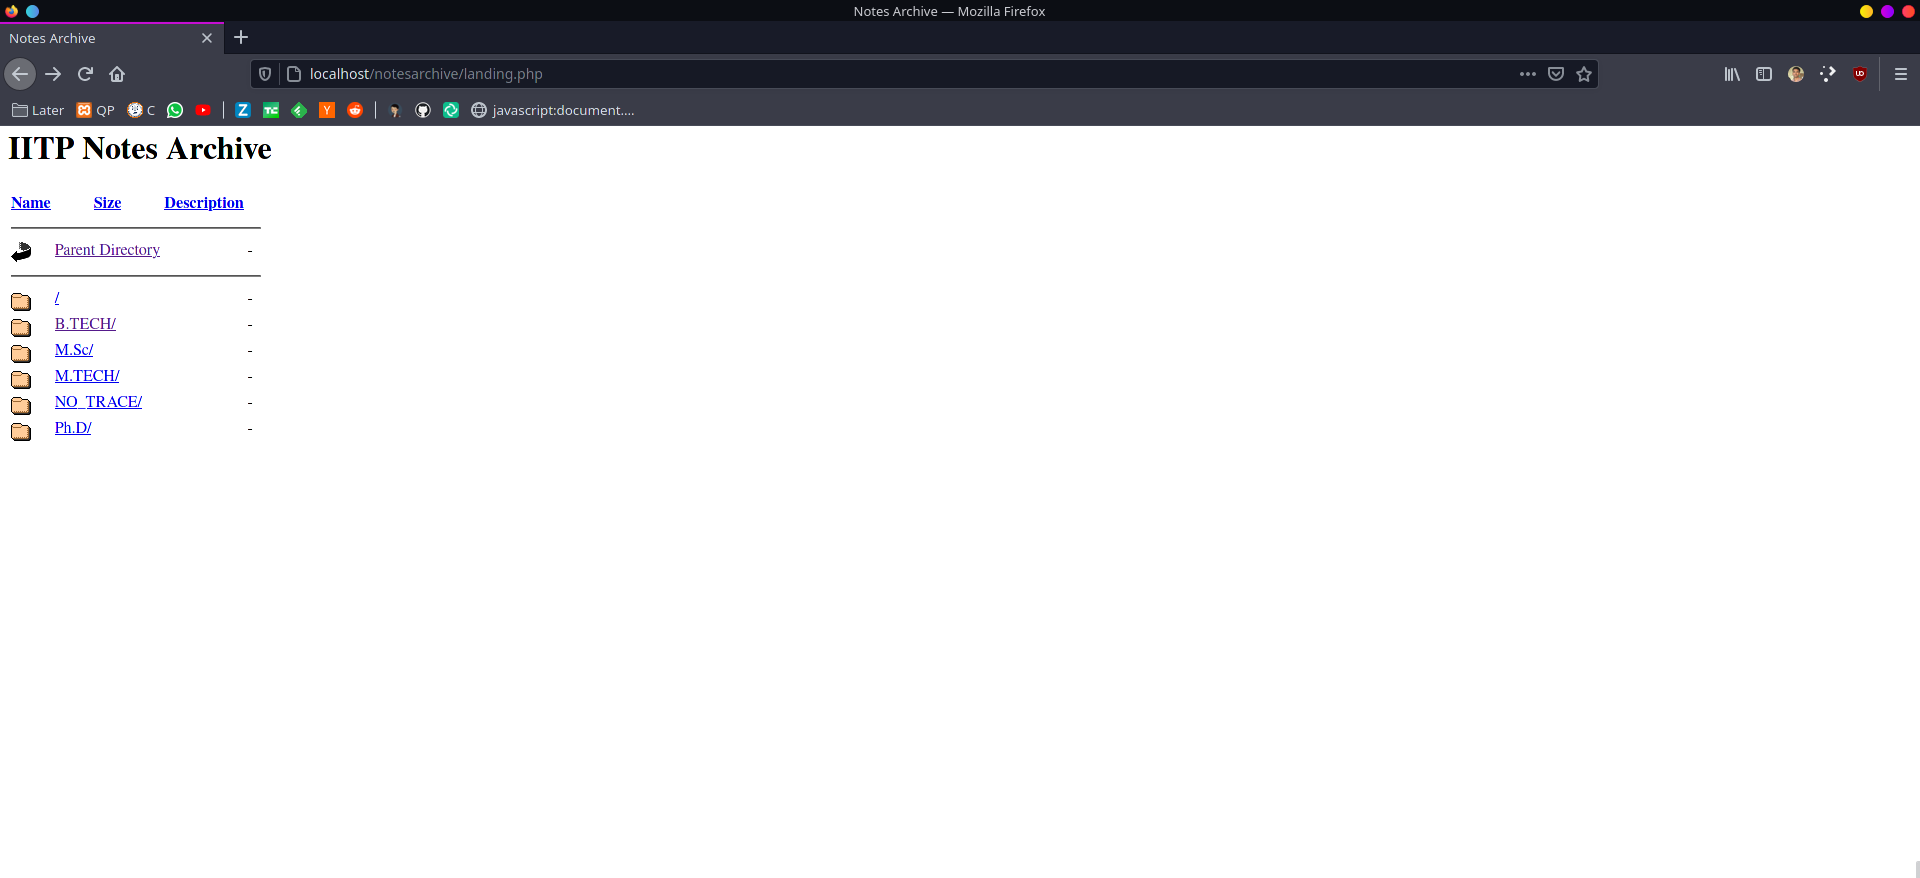 Notes Archive — Mozilla Firefox
Notes Archive
localhost/notesarchive/landing.php
Later QP C Z TC Y javascript:document....
IITP Notes Archive
Name Size Description
Parent Directory -
/ -
B.TECH/ -
M.Sc/ -
M.TECH/ -
NO_TRACE/ -
Ph.D/ -